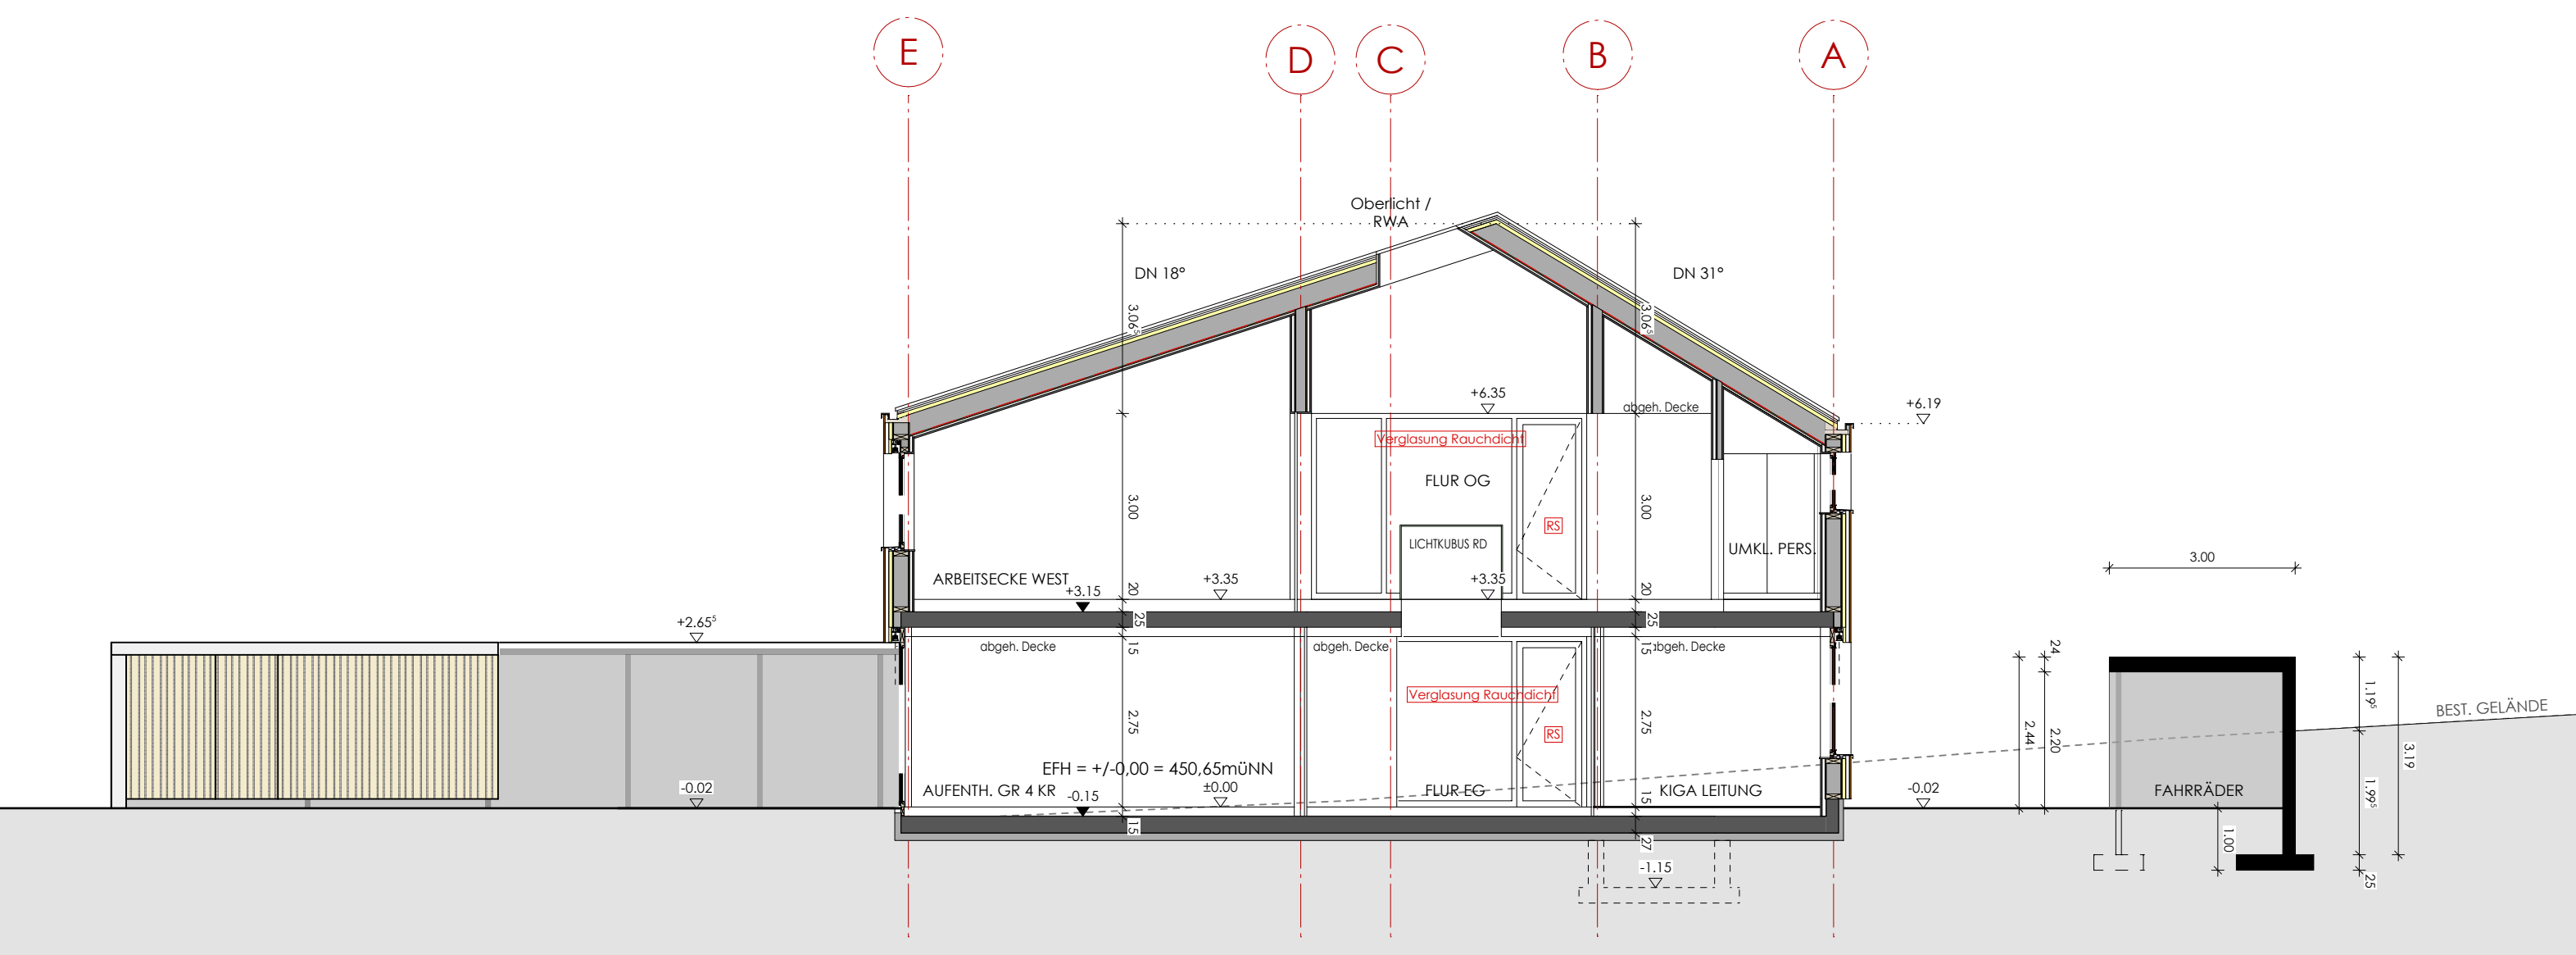 E
D
C
B
A
Oberlicht /
RWA
DN 18°
DN 31°
3.06⁵
3.06⁵
+6.35
abgeh. Decke
+6.19
Verglasung Rauchdicht
FLUR OG
3.00
3.00
RS
LICHTKUBUS RD
UMKL. PERS.
3.00
ARBEITSECKE WEST
+3.15
20
+3.35
+3.35
20
25
25
+2.65⁵
abgeh. Decke
15
abgeh. Decke
15
abgeh. Decke
24
Verglasung Rauchdicht
1.19⁵
BEST. GELÄNDE
2.75
RS
2.75
2.44
2.20
3.19
EFH = +/-0,00 = 450,65müNN
-0.02
AUFENTH. GR 4 KR
-0.15
±0.00
FLUR EG
15
KIGA LEITUNG
-0.02
FAHRRÄDER
1.99⁵
15
27
1.00
-1.15
25